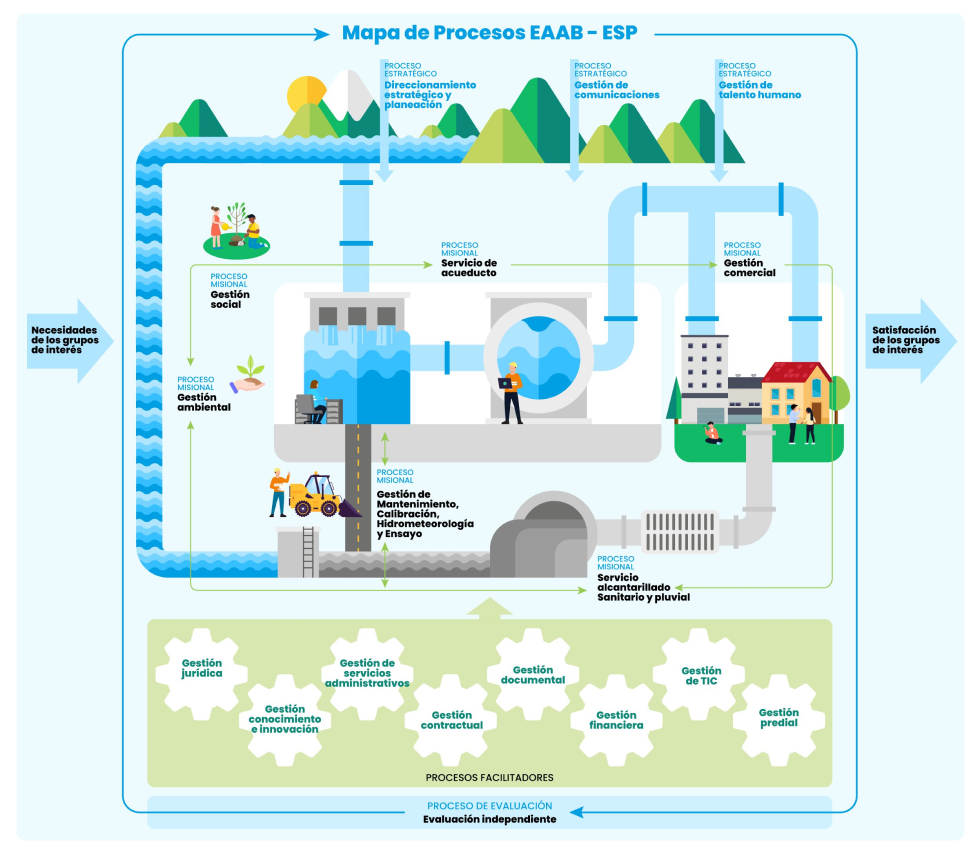 Mapa de Procesos EAAB - ESP
PROCESO
ESTRATÉGICO
Direccionamiento
estratégico y
planeación
PROCESO
ESTRATÉGICO
Gestión de
comunicaciones
PROCESO
ESTRATÉGICO
Gestión de
talento humano
PROCESO
MISIONAL
Servicio de
acueducto
PROCESO
MISIONAL
Gestión
comercial
PROCESO
MISIONAL
Gestión
social
Necesidades
de los grupos
de interés
Satisfacción
de los grupos
de interés
PROCESO
MISIONAL
Gestión
ambiental
PROCESO
MISIONAL
Gestión de
Mantenimiento,
Calibración,
Hidrometeorología
y Ensayo
PROCESO
MISIONAL
Servicio
alcantarillado
Sanitario y pluvial
Gestión
jurídica
Gestión
conocimiento
e innovación
Gestión de
servicios
administrativos
Gestión
contractual
Gestión
documental
Gestión
financiera
Gestión
de TIC
Gestión
predial
PROCESOS FACILITADORES
PROCESO DE EVALUACIÓN
Evaluación independiente